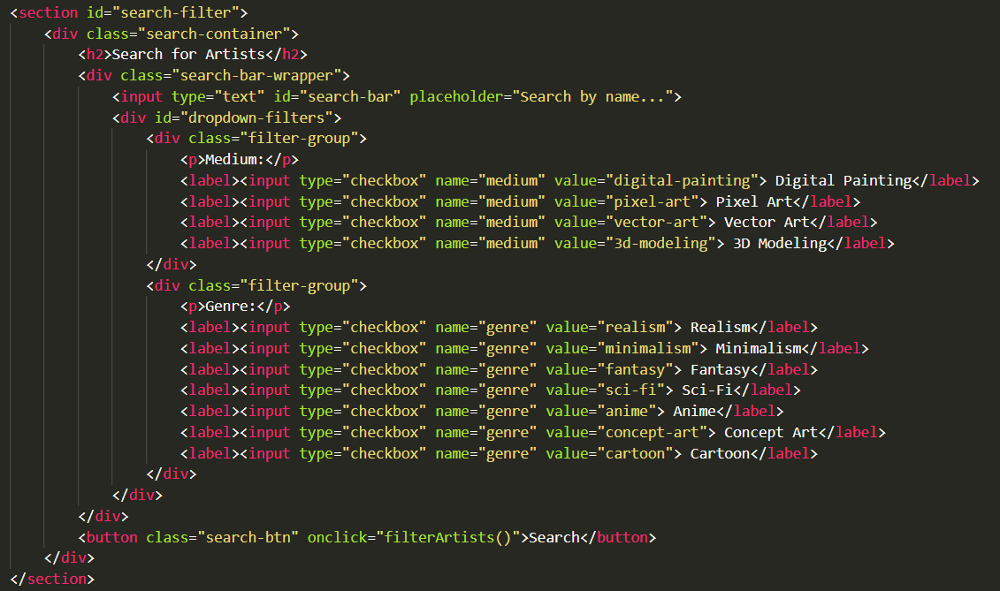 <section id="search-filter">
    <div class="search-container">
        <h2>Search for Artists</h2>
        <div class="search-bar-wrapper">
            <input type="text" id="search-bar" placeholder="Search by name...">
            <div id="dropdown-filters">
                <div class="filter-group">
                    <p>Medium:</p>
                    <label><input type="checkbox" name="medium" value="digital-painting"> Digital Painting</label>
                    <label><input type="checkbox" name="medium" value="pixel-art"> Pixel Art</label>
                    <label><input type="checkbox" name="medium" value="vector-art"> Vector Art</label>
                    <label><input type="checkbox" name="medium" value="3d-modeling"> 3D Modeling</label>
                </div>
                <div class="filter-group">
                    <p>Genre:</p>
                    <label><input type="checkbox" name="genre" value="realism"> Realism</label>
                    <label><input type="checkbox" name="genre" value="minimalism"> Minimalism</label>
                    <label><input type="checkbox" name="genre" value="fantasy"> Fantasy</label>
                    <label><input type="checkbox" name="genre" value="sci-fi"> Sci-Fi</label>
                    <label><input type="checkbox" name="genre" value="anime"> Anime</label>
                    <label><input type="checkbox" name="genre" value="concept-art"> Concept Art</label>
                    <label><input type="checkbox" name="genre" value="cartoon"> Cartoon</label>
                </div>
            </div>
        </div>
        <button class="search-btn" onclick="filterArtists()">Search</button>
    </div>
</section>